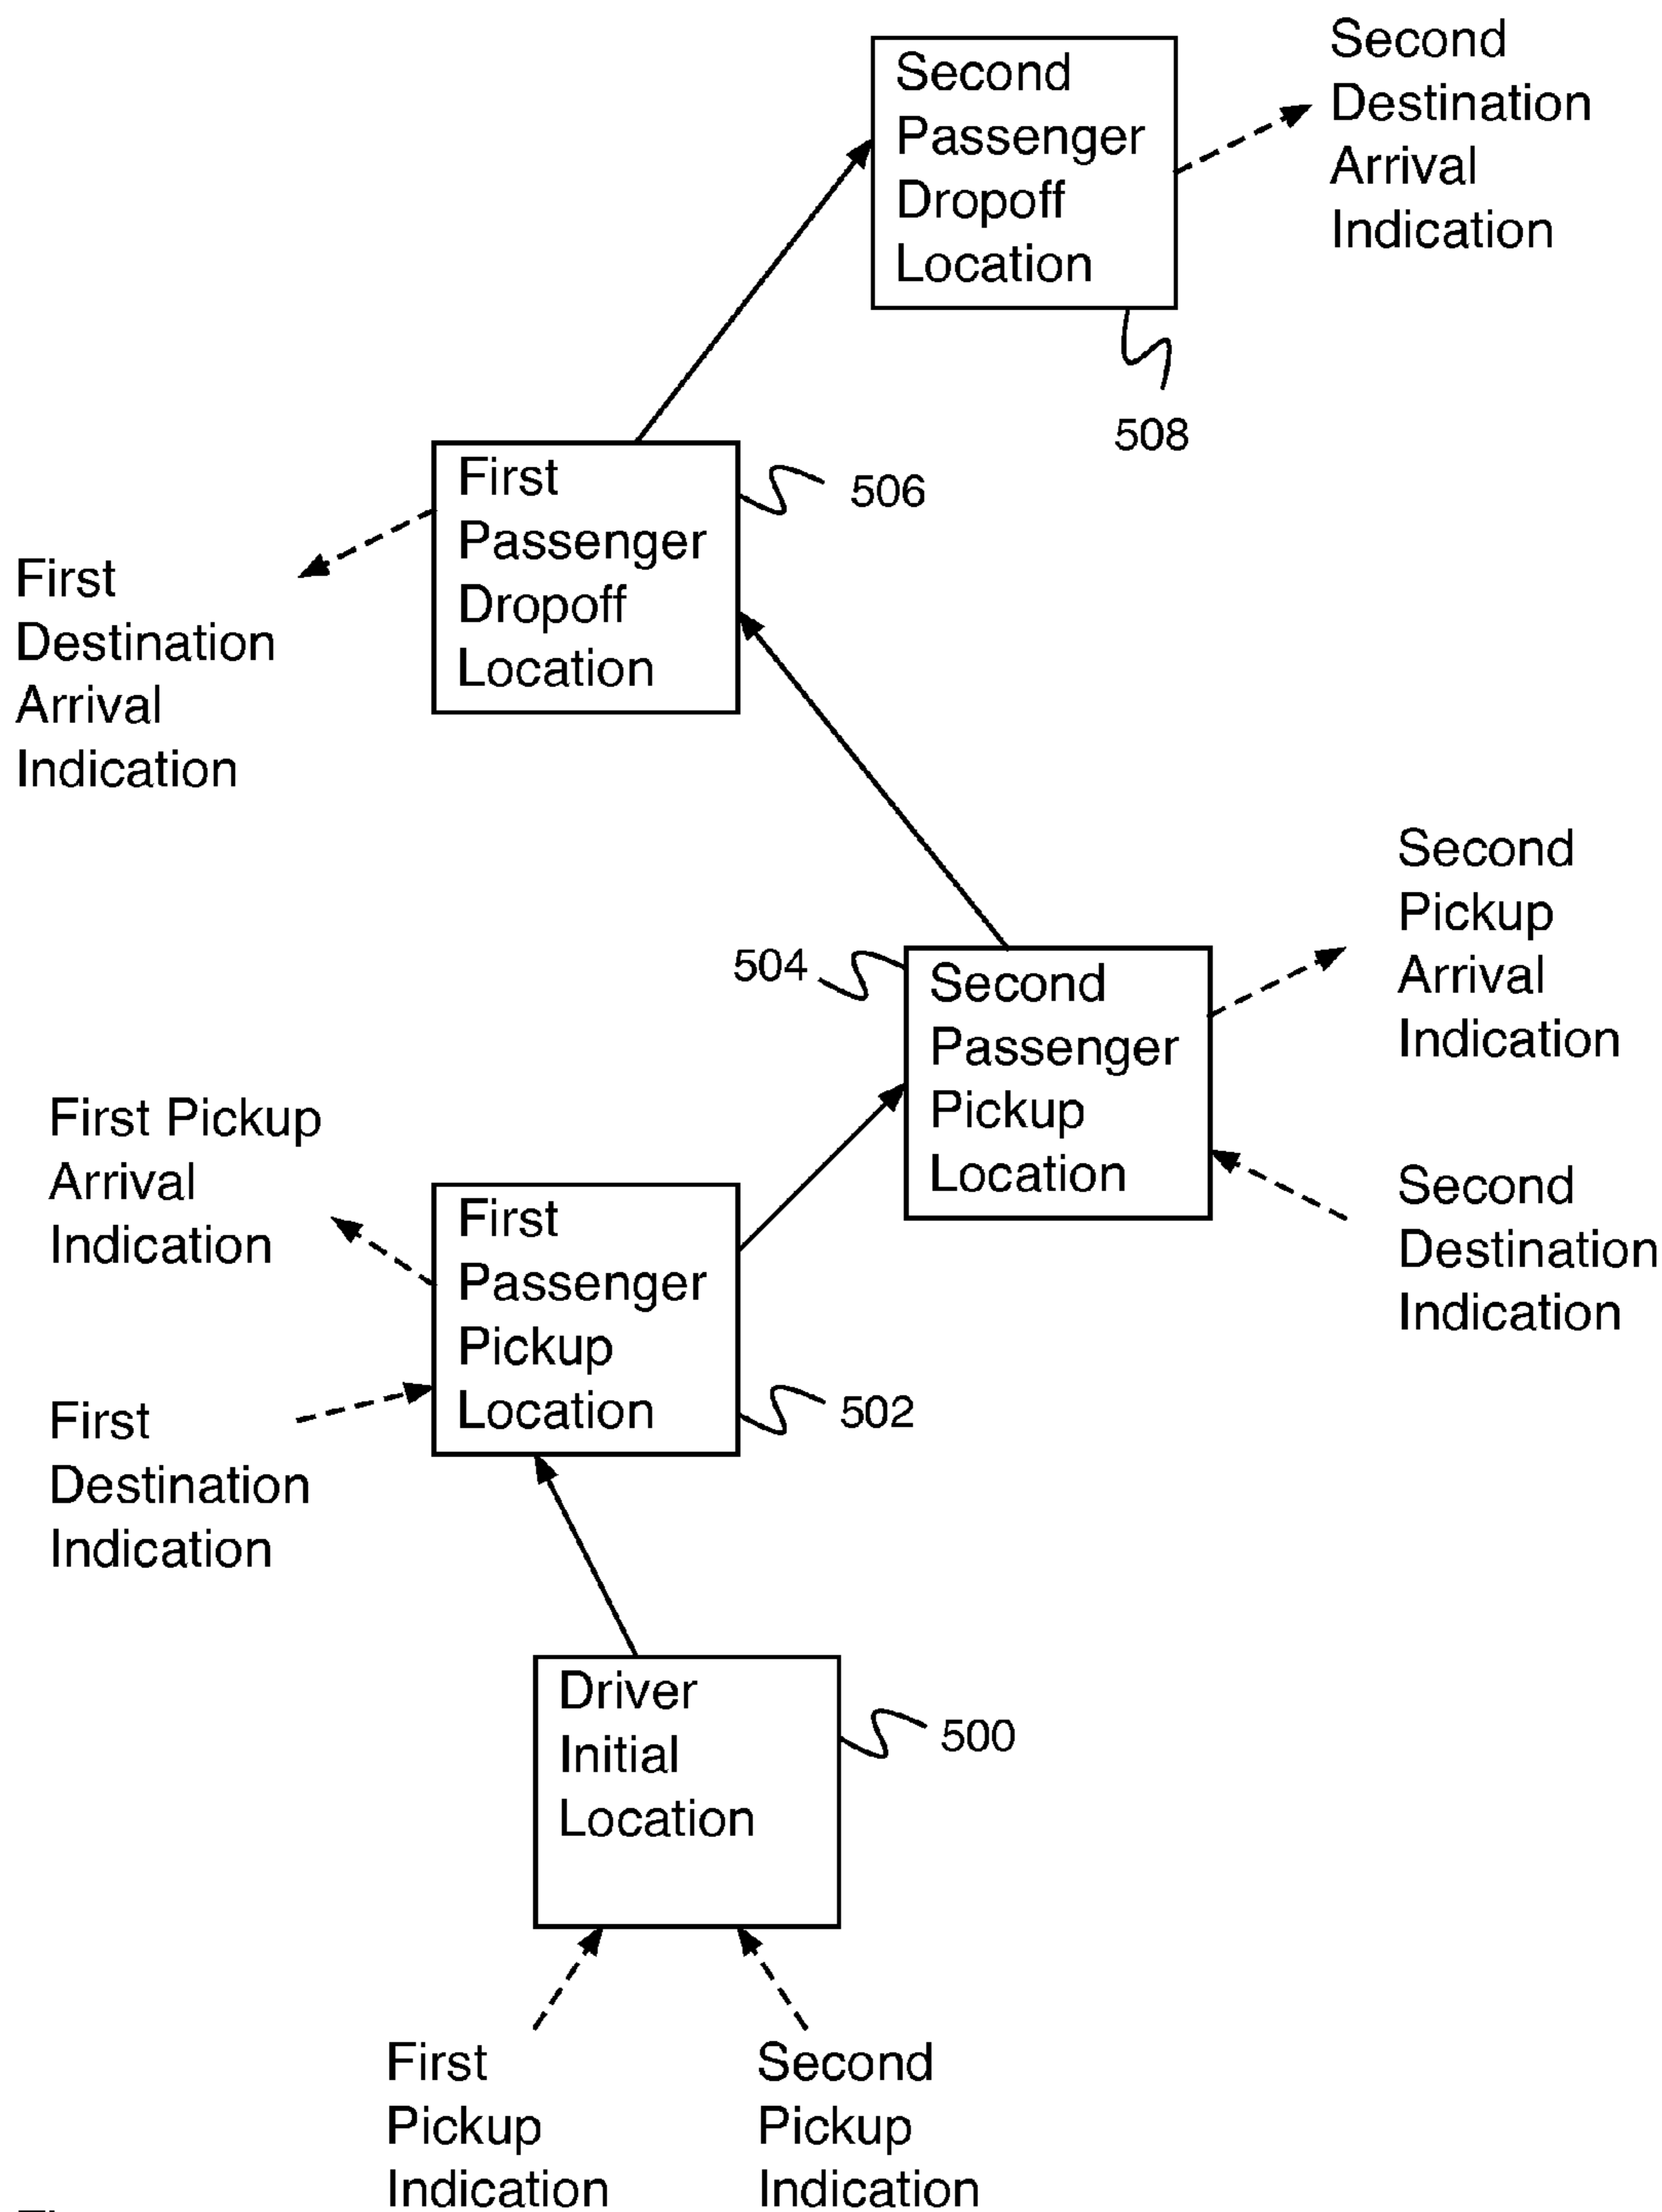 Second
Passenger
Dropoff
Location
Second
Destination
Arrival
Indication
508
First
Passenger
Dropoff
Location
506
First
Destination
Arrival
Indication
Second
Pickup
Arrival
Indication
504
Second
Passenger
Pickup
Location
First Pickup
Arrival
Indication
Second
Destination
Indication
First
Passenger
Pickup
Location
502
First
Destination
Indication
Driver
Initial
Location
500
First
Pickup
Indication
Second
Pickup
Indication